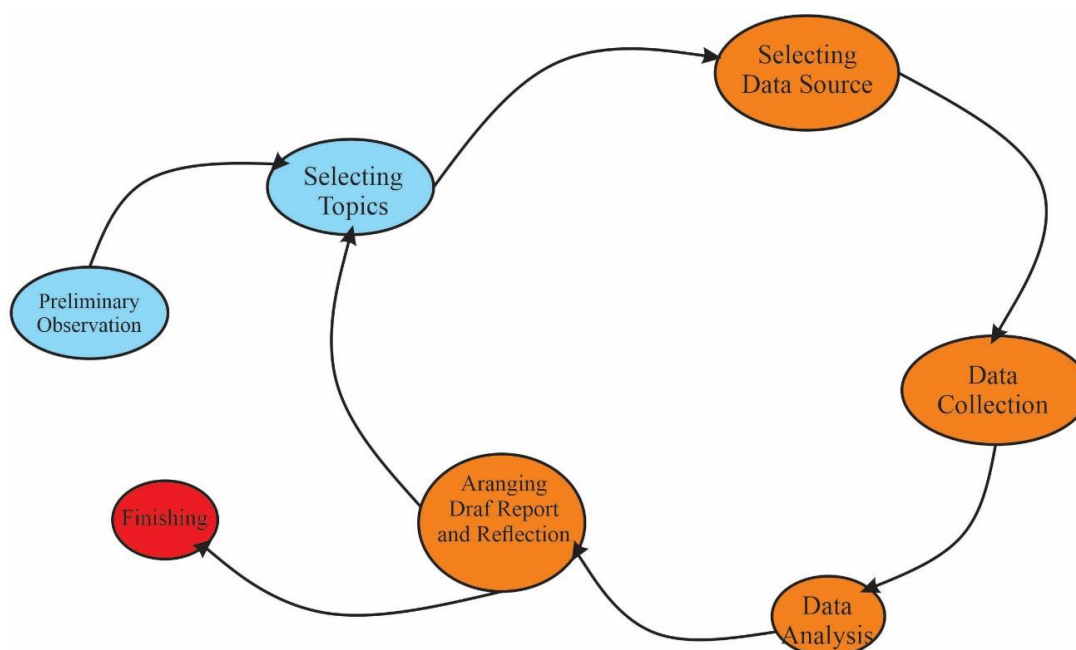 Selecting
Data Source
Selecting
Topics
Preliminary
Observation
Data
Collection
Aranging
Draf Report
and Reflection
Finishing
Data
Analysis